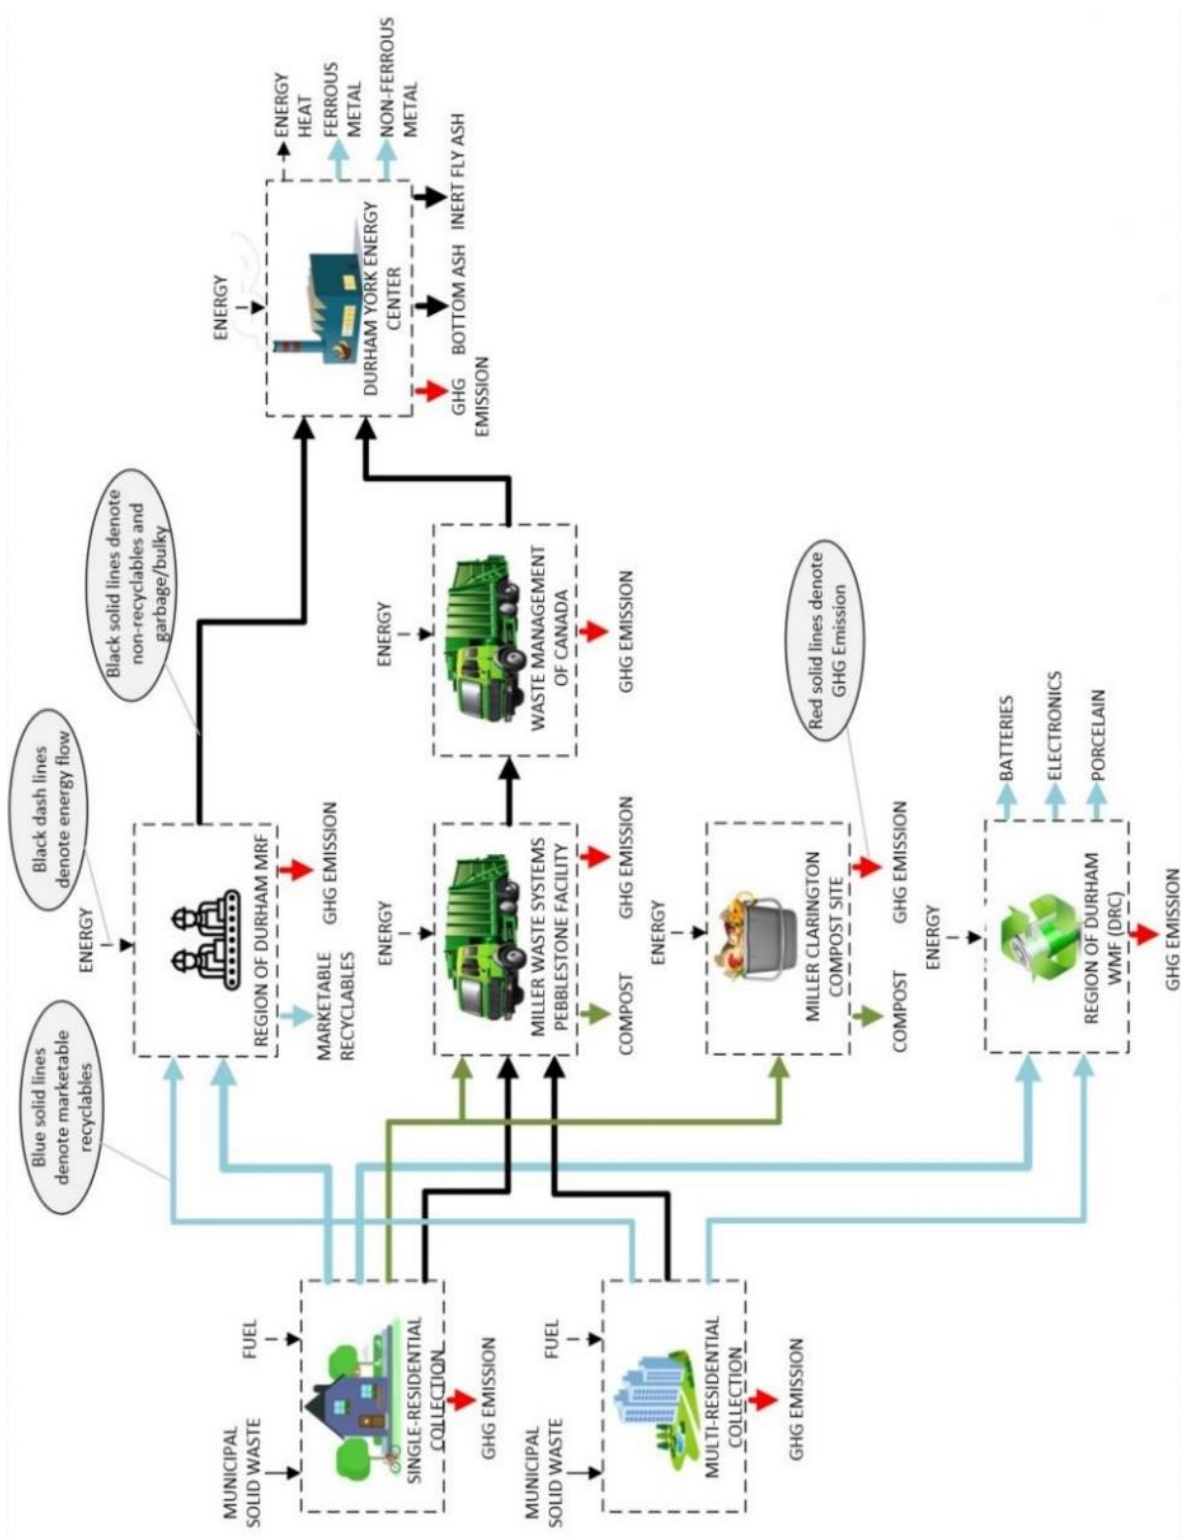 MUNICIPAL
SOLID WASTE
FUEL
SINGLE-RESIDENTIAL
COLLECTION
GHG EMISSION
MUNICIPAL
SOLID WASTE
FUEL
MULTI-RESIDENTIAL
COLLECTION
GHG EMISSION
Blue solid lines
denote marketable
recyclables
Black dash lines
denote energy flow
Black solid lines denote
non-recyclables and
garbage/bulky
ENERGY
REGION OF DURHAM MRF
MARKETABLE
RECYCLABLES
GHG EMISSION
ENERGY
MILLER WASTE SYSTEMS
PEBBLESTONE FACILITY
COMPOST
GHG EMISSION
ENERGY
MILLER CLARINGTON
COMPOST SITE
COMPOST
GHG EMISSION
Red solid lines denote
GHG Emission
ENERGY
REGION OF DURHAM
WMF (DRC)
GHG EMISSION
BATTERIES
ELECTRONICS
PORCELAIN
ENERGY
WASTE MANAGEMENT
OF CANADA
GHG EMISSION
ENERGY
DURHAM YORK ENERGY
CENTER
GHG
EMISSION
BOTTOM ASH
INERT FLY ASH
ENERGY
HEAT
FERROUS
METAL
NON-FERROUS
METAL